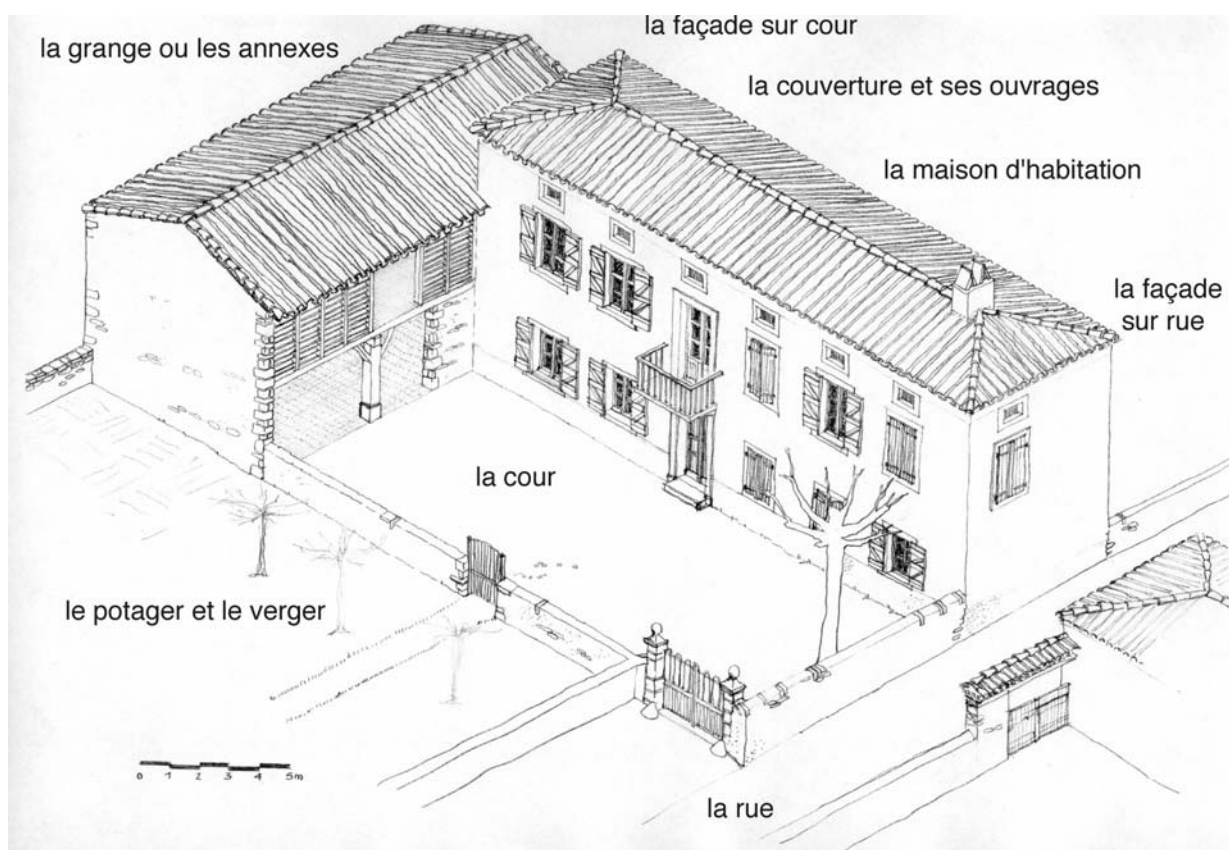 la façade sur cour
la grange ou les annexes
la couverture et ses ouvrages
la maison d'habitation
la façade
sur rue
la cour
le potager et le verger
0 1 2 3 4 5m
la rue